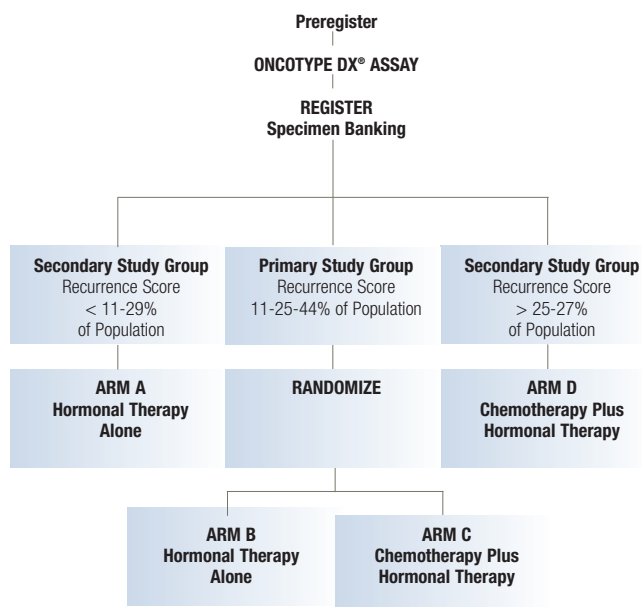 Preregister
ONCOTYPE DX® ASSAY
REGISTER
Specimen Banking
Secondary Study Group
Recurrence Score
< 11-29%
of Population
Primary Study Group
Recurrence Score
11-25-44% of Population
Secondary Study Group
Recurrence Score
> 25-27%
of Population
ARM A
Hormonal Therapy
Alone
RANDOMIZE
ARM D
Chemotherapy Plus
Hormonal Therapy
ARM B
Hormonal Therapy
Alone
ARM C
Chemotherapy Plus
Hormonal Therapy